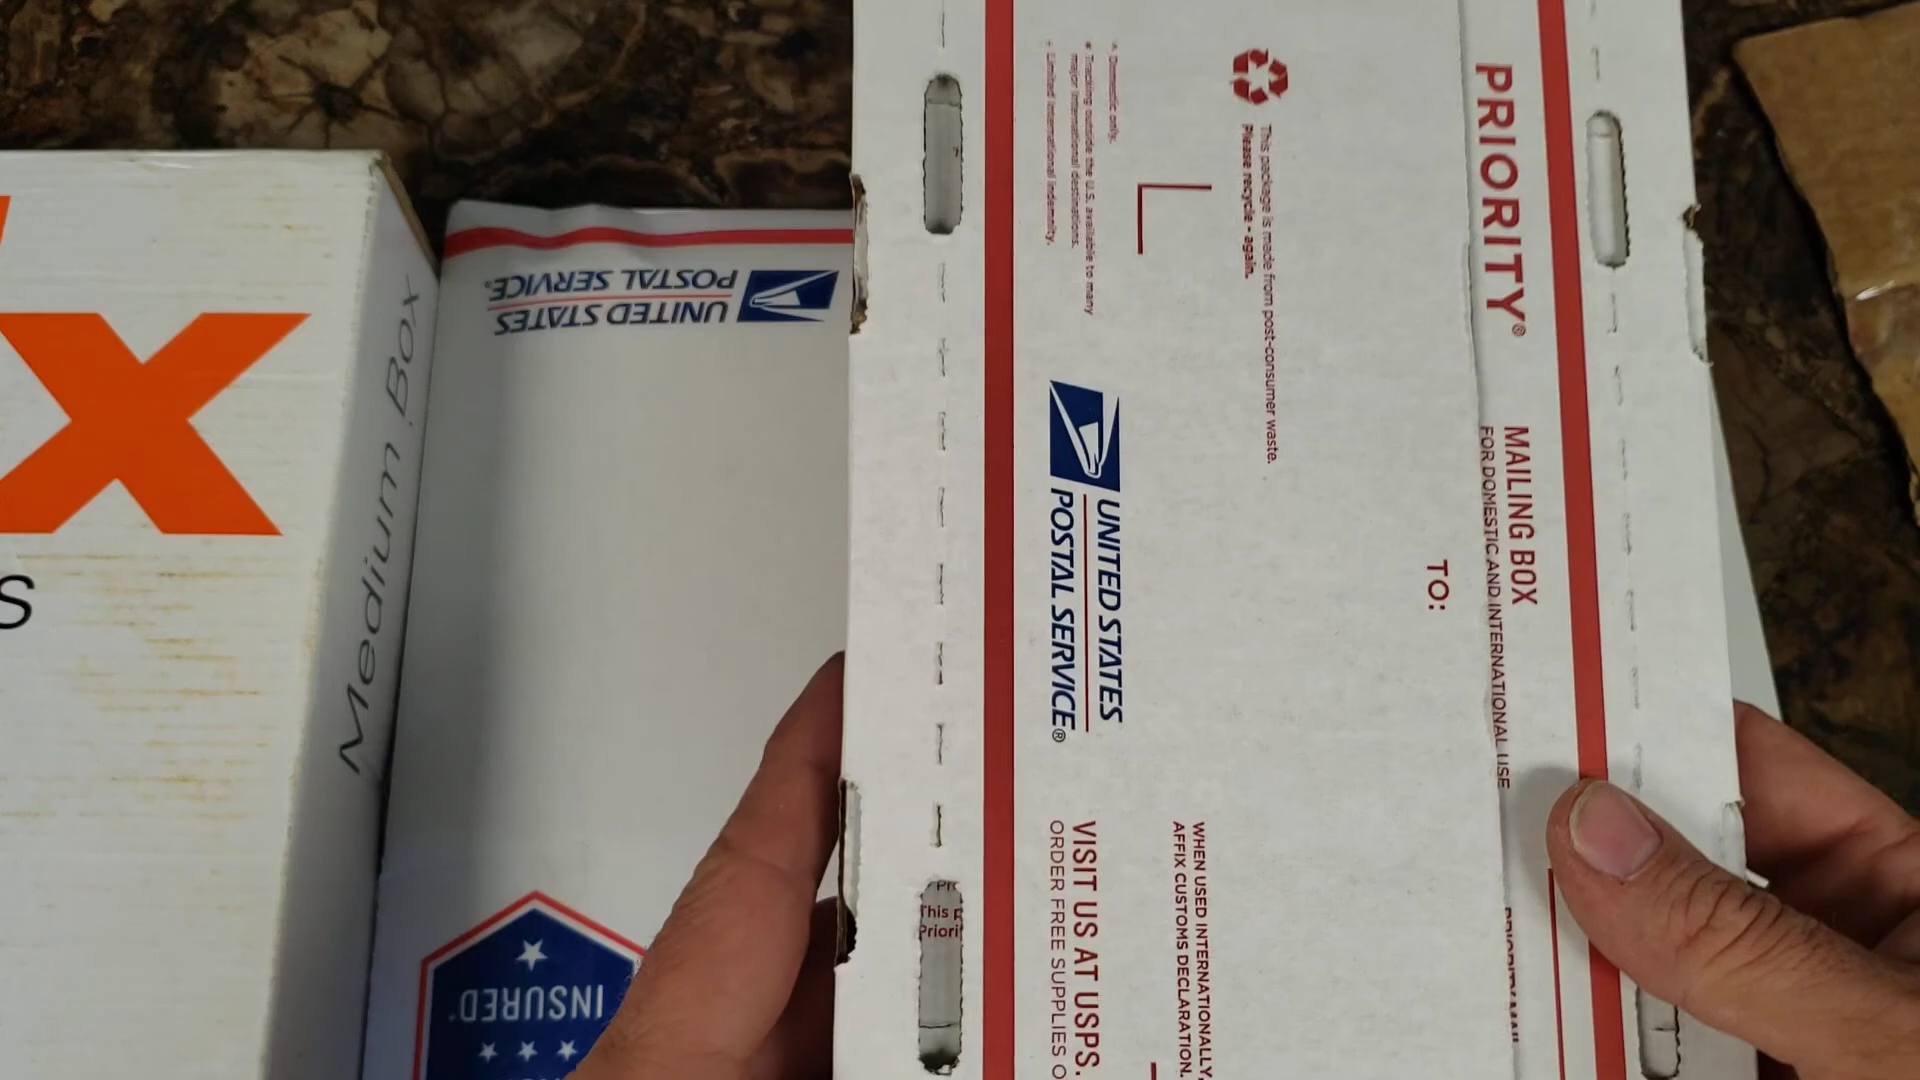 x
s
Medium Box
UNITED STATES
POSTAL SERVICE®
INSURED
PRIORITY®
MAILING BOX
FOR DOMESTIC AND INTERNATIONAL USE
TO:
This package is made from post-consumer waste.
Please recycle - again.
* Domestic only.
Tracking outside the U.S. available to many
major international destinations.
Limited international indemnity.
UNITED STATES
POSTAL SERVICE®
WHEN USED INTERNATIONALLY,
AFFIX CUSTOMS DECLARATION.
VISIT US AT USPS.
ORDER FREE SUPPLIES O
This p
Priori